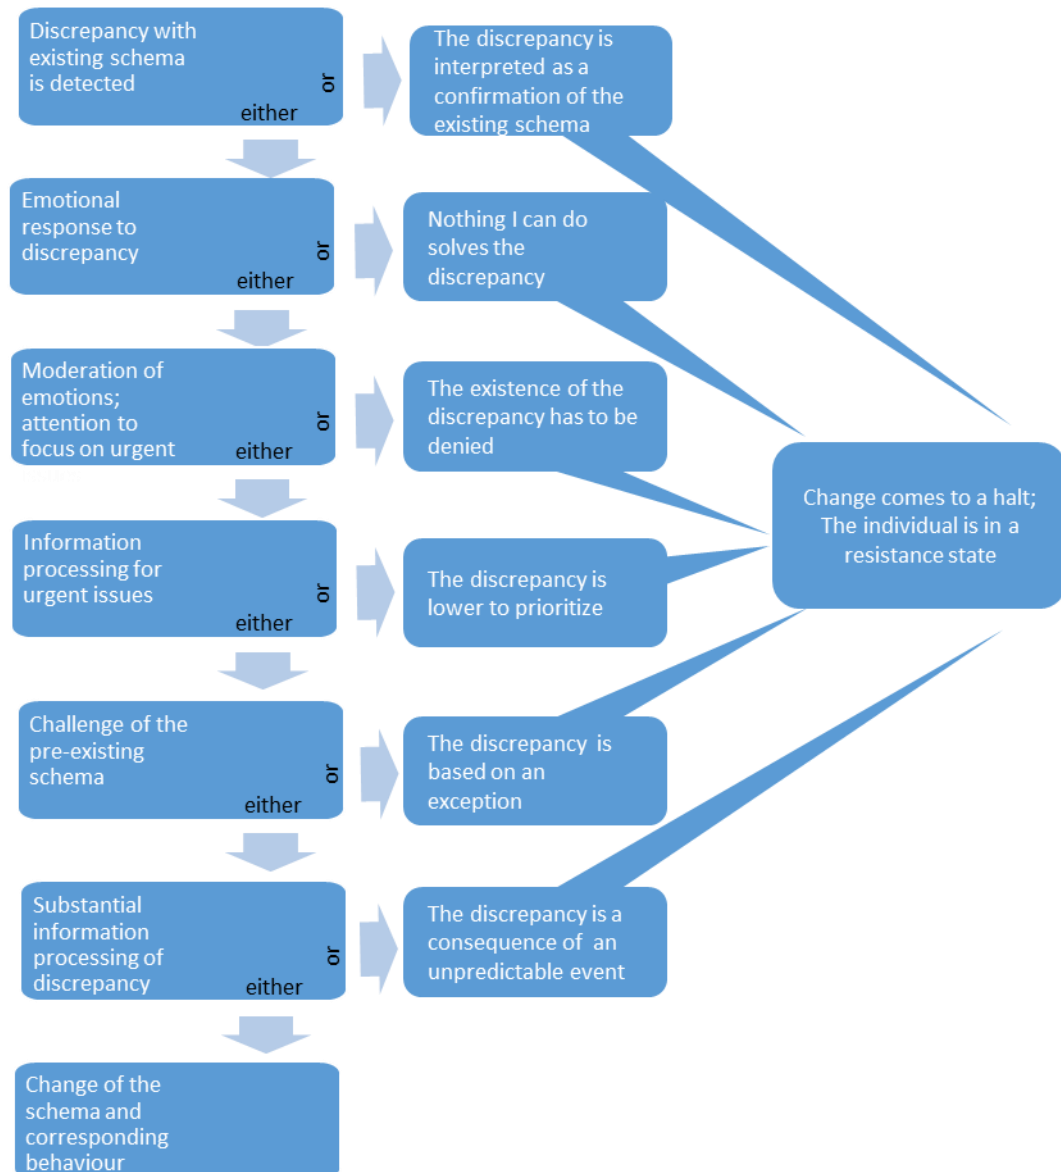 Discrepancy with
existing schema
is detected
or
either
The discrepancy is
interpreted as a
confirmation of the
existing schema
Emotional
response to
discrepancy
or
either
Nothing I can do
solves the
discrepancy
Moderation of
emotions;
attention to
focus on urgent
or
either
The existence of the
discrepancy has to be
denied
Change comes to a halt;
The individual is in a
resistance state
Information
processing for
urgent issues
or
either
The discrepancy is
lower to prioritize
Challenge of the
pre-existing
schema
or
either
The discrepancy is
based on an
exception
Substantial
information
processing of
discrepancy
or
either
The discrepancy is a
consequence of an
unpredictable event
Change of the
schema and
corresponding
behaviour